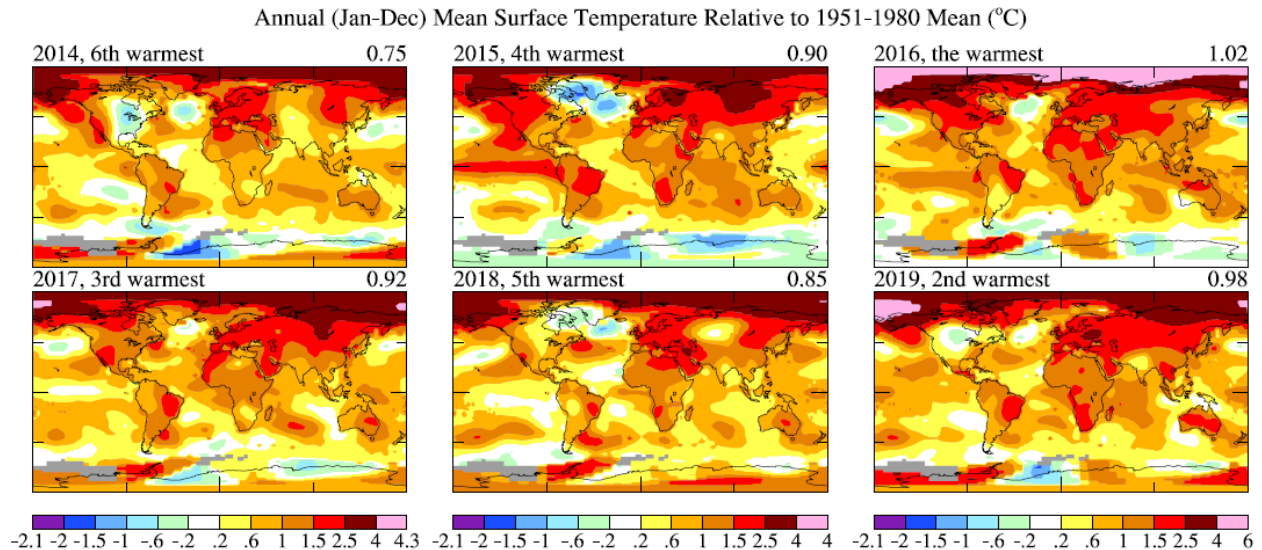 Annual (Jan-Dec) Mean Surface Temperature Relative to 1951-1980 Mean (°C)
2014, 6th warmest 0.75
2015, 4th warmest 0.90
2016, the warmest 1.02
2017, 3rd warmest 0.92
2018, 5th warmest 0.85
2019, 2nd warmest 0.98
-2.1 -2 -1.5 -1 -.6 -.2 .2 .6 1 1.5 2.5 4 4.3
-2.1 -2 -1.5 -1 -.6 -.2 .2 .6 1 1.5 2.5 4 4
-2.1 -2 -1.5 -1 -.6 -.2 .2 .6 1 1.5 2.5 4 6